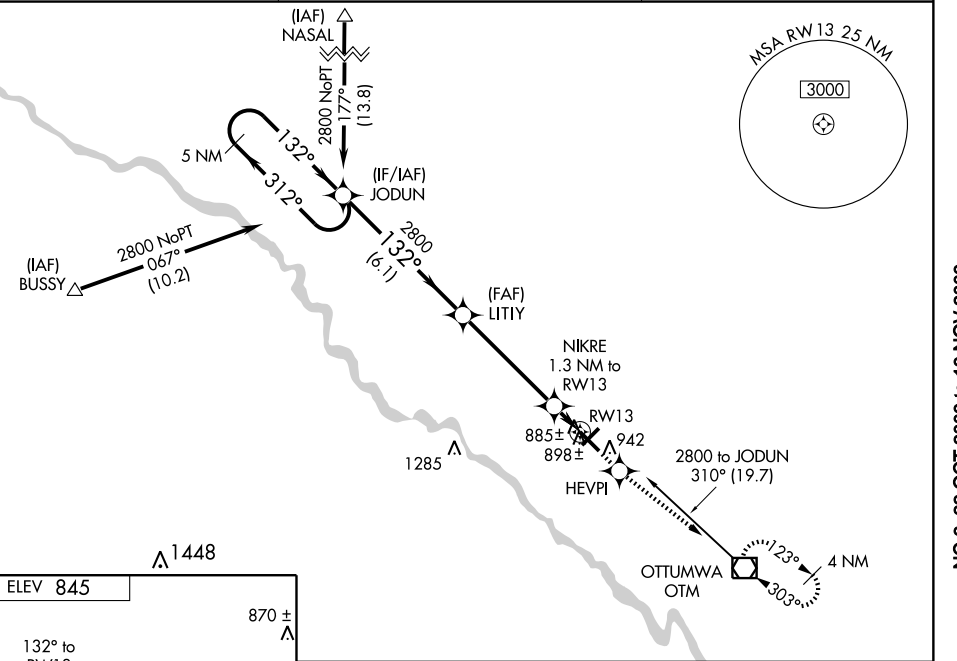 (IAF)
NASAL
2800 NoPT
177°
(13.8)
MSA RW13 25 NM
3000
5 NM
132°
312°
(IF/IAF)
JODUN
2800 NoPT
067°
(10.2)
(IAF)
BUSSY
2800
132°
(6.1)
(FAF)
LITIY
NIKRE
1.3 NM to
RW13
RW13
885±
898±
942
1285
HEVPI
2800 to JODUN
310° (19.7)
OTTUMWA
OTM
123°
303°
4 NM
1448
ELEV 845
870 ±
132° to